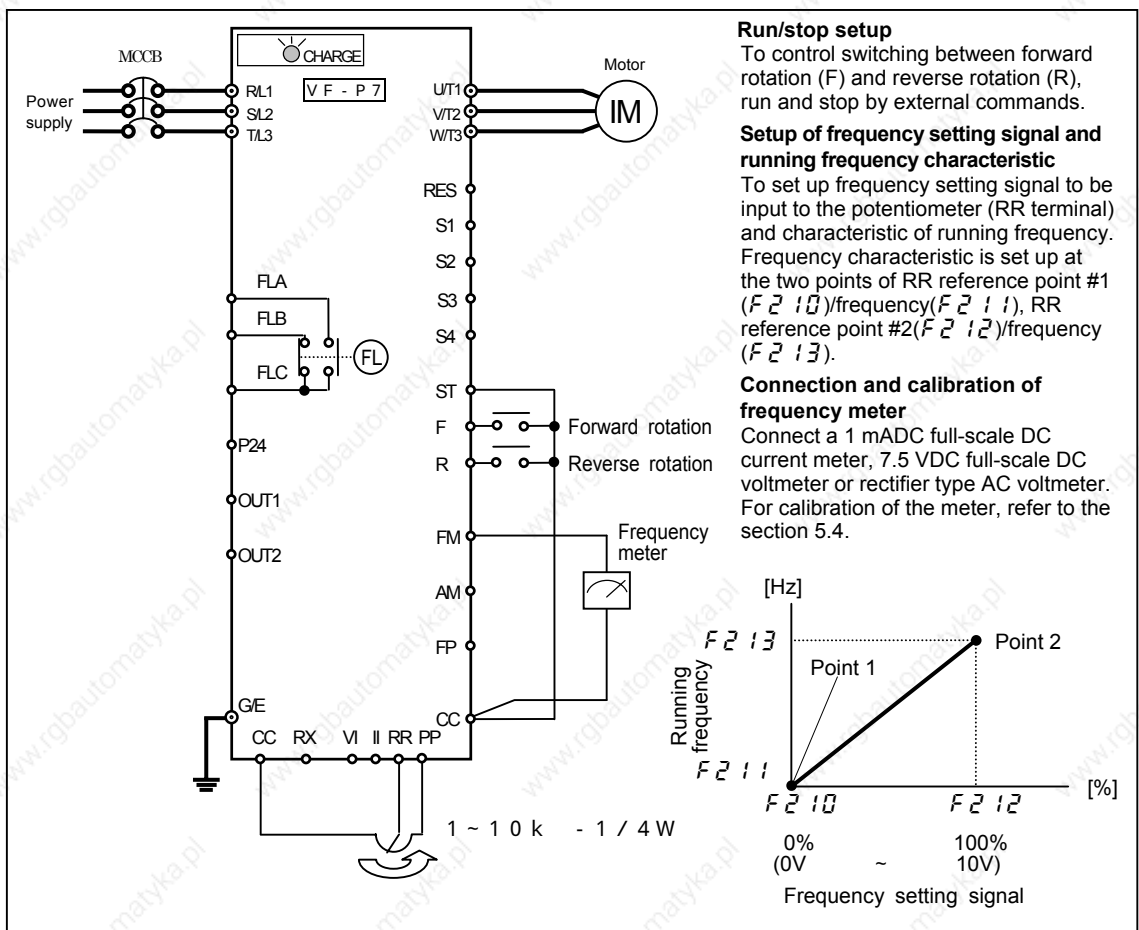 MCCB
Power
supply
CHARGE
VF-P7
R/L1
S/L2
T/L3
U/T1
V/T2
W/T3
Motor
IM
RES
S1
S2
S3
S4
FLA
FLB
FLC
FL
ST
F
R
Forward rotation
Reverse rotation
P24
OUT1
OUT2
FM
AM
FP
CC
Frequency
meter
G/E
CC RX VI II RR PP
1~10k -1/4W
Run/stop setup
To control switching between forward
rotation (F) and reverse rotation (R),
run and stop by external commands.
Setup of frequency setting signal and
running frequency characteristic
To set up frequency setting signal to be
input to the potentiometer (RR terminal)
and characteristic of running frequency.
Frequency characteristic is set up at
the two points of RR reference point #1
(F210)/frequency(F211), RR
reference point #2(F212)/frequency
(F213).
Connection and calibration of
frequency meter
Connect a 1 mADC full-scale DC
current meter, 7.5 VDC full-scale DC
voltmeter or rectifier type AC voltmeter.
For calibration of the meter, refer to the
section 5.4.
[Hz]
F213
Point 2
Point 1
Running
frequency
F211
[%]
F210 F212
0% 100%
(0V ~ 10V)
Frequency setting signal
www.rgbautomatyka.pl